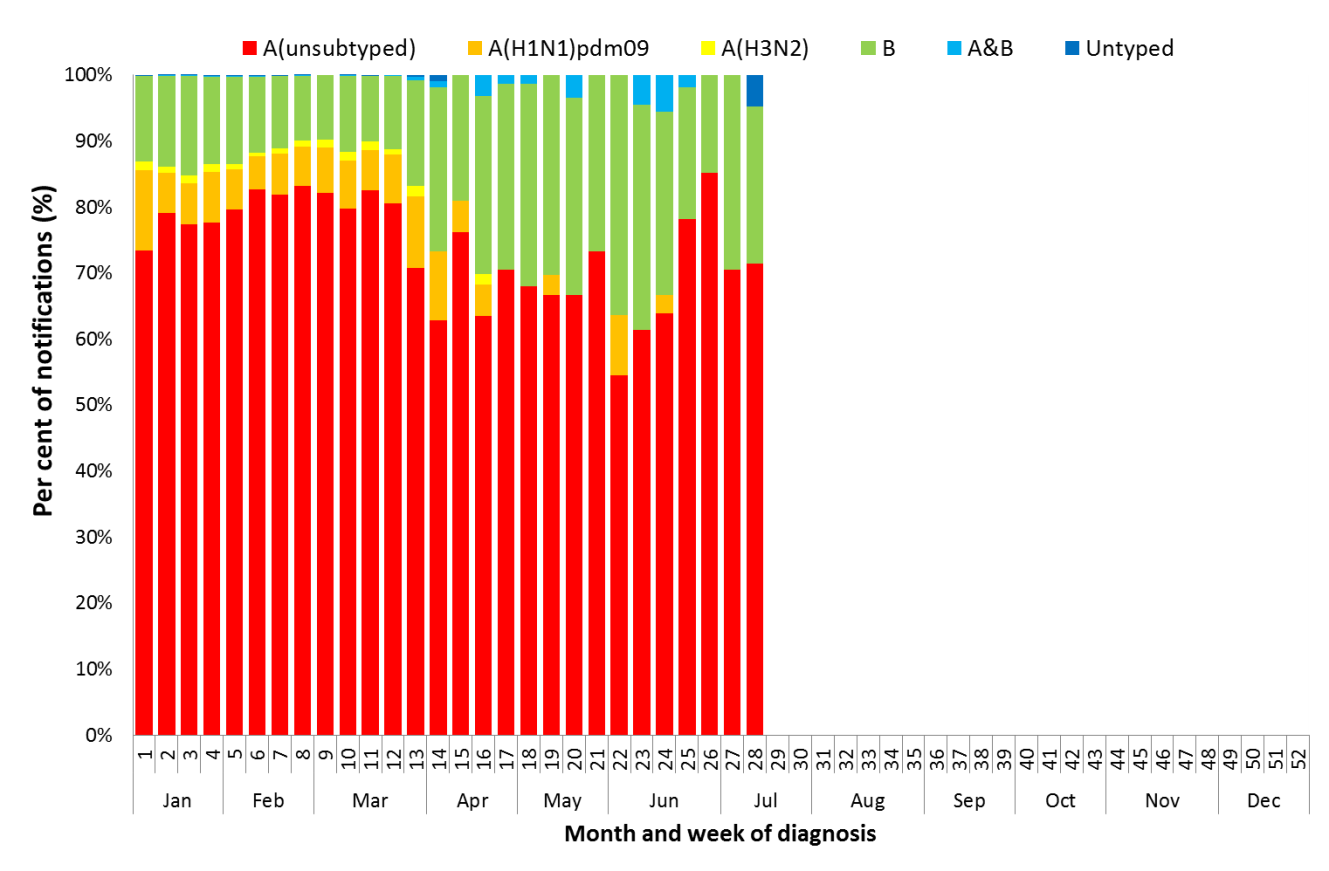 A(unsubtyped) A(H1N1)pdm09 A(H3N2) B A&B Untyped
Per cent of notifications (%)
100%
90%
80%
70%
60%
50%
40%
30%
20%
10%
0%
1 2 3 4 5 6 7 8 9 10 11 12 13 14 15 16 17 18 19 20 21 22 23 24 25 26 27 28 29 30 31 32 33 34 35 36 37 38 39 40 41 42 43 44 45 46 47 48 49 50 51 52
Jan Feb Mar Apr May Jun Jul Aug Sep Oct Nov Dec
Month and week of diagnosis